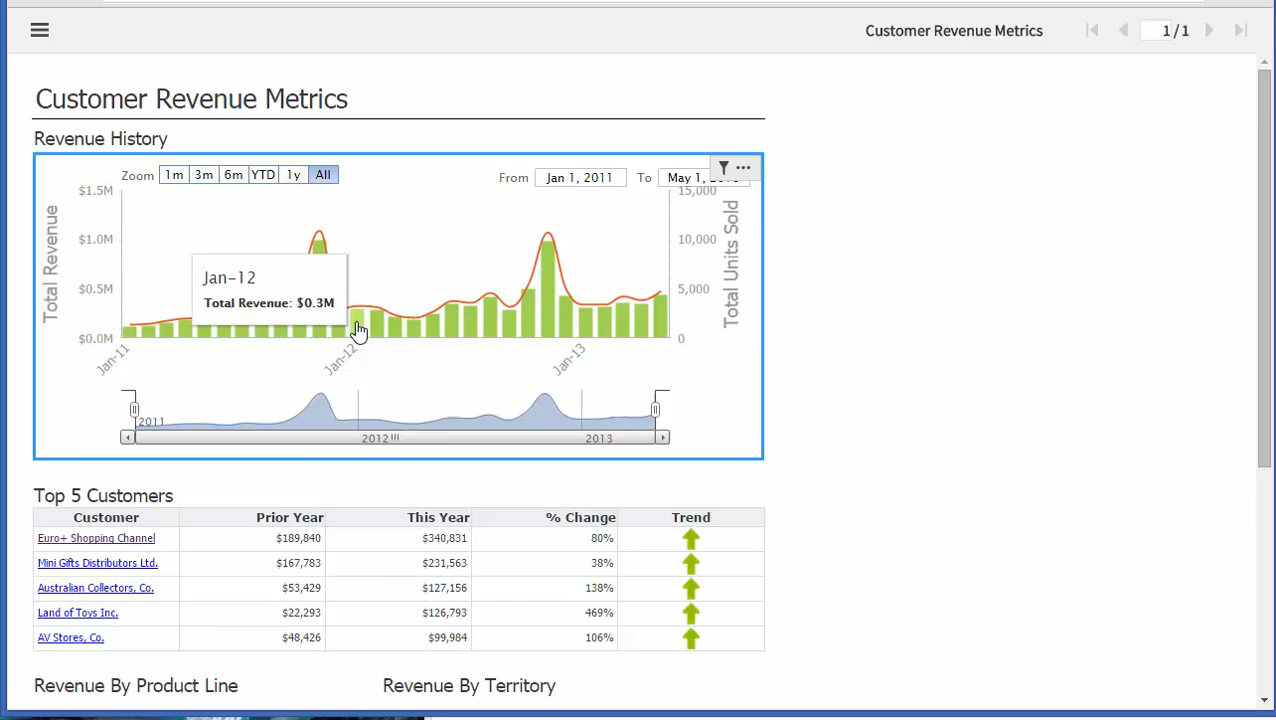 Customer Revenue Metrics
1 / 1
Customer Revenue Metrics
Revenue History
Zoom 1m 3m 6m YTD 1y All
From Jan 1, 2011 To May 1,
$1.5M
$1.0M
$0.5M
$0.0M
Total Revenue
15,000
10,000
5,000
0
Total Units Sold
Jan-12
Total Revenue: $0.3M
Jan-11
Jan-12
Jan-13
2011
2012
2013
Top 5 Customers
Customer Prior Year This Year % Change Trend
Euro+ Shopping Channel $189,840 $340,831 80%
Mini Gifts Distributors Ltd. $167,783 $231,563 38%
Australian Collectors, Co. $53,429 $127,156 138%
Land of Toys Inc. $22,293 $126,793 469%
AV Stores, Co. $48,426 $99,984 106%
Revenue By Product Line
Revenue By Territory